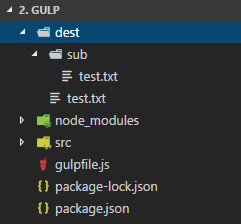 2. GULP
dest
sub
test.txt
test.txt
node_modules
src
gulpfile.js
package-lock.json
package.json